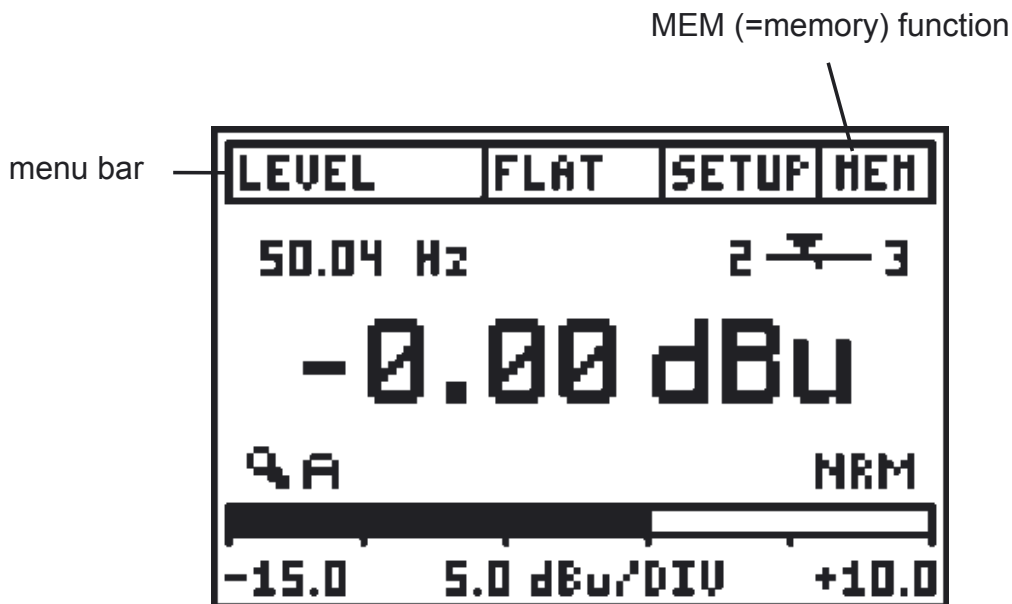 MEM (=memory) function
menu bar
LEVEL FLAT SETUP MEM
50.04 Hz 2 3
-0.00 dBu
A NRM
-15.0 5.0 dBu/DIV +10.0